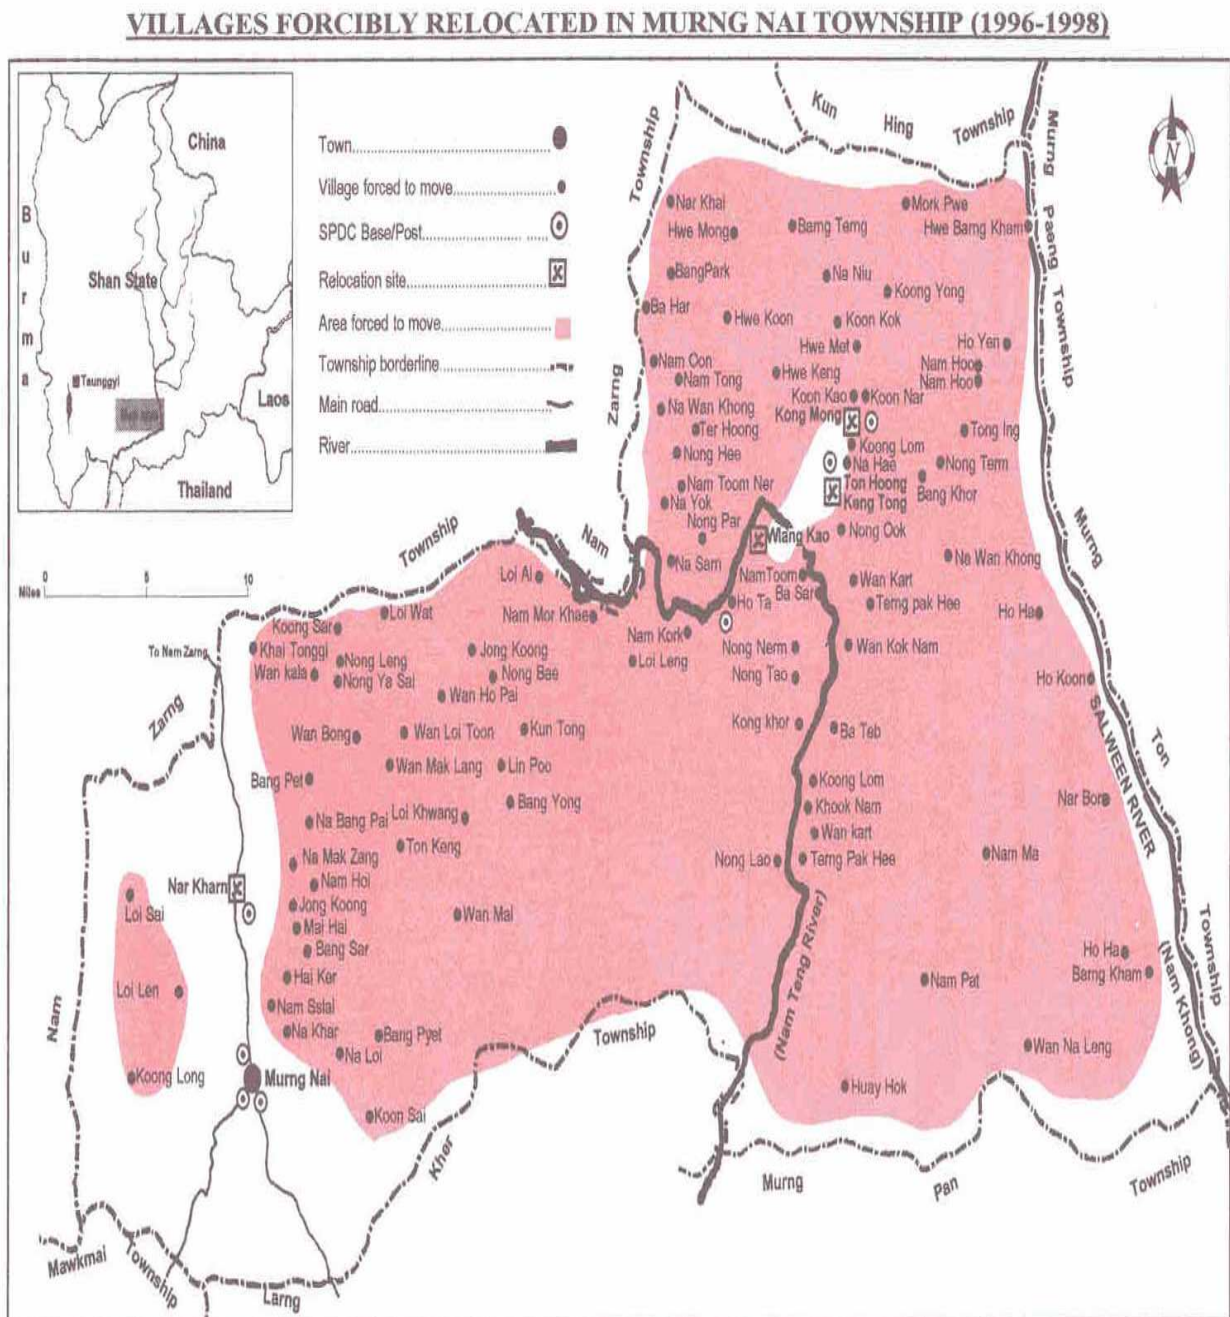 VILLAGES FORCIBLY RELOCATED IN MURNG NAI TOWNSHIP (1996-1998)
China
Burma
Shan State
Taunggyi
Laos
Thailand
Town
Village forced to move
SPDC Base/Post
Relocation site
Area forced to move
Township borderline
Main road
River
Miles 0 5 10
N
Kun Hing Township
Murng Paeng Township
Zarng Township
Nar Khai
Mork Pwe
Hwe Mong
Barng Terng
Hwe Barng Kham
BangPark
Na Niu
Koong Yong
Ba Har
Hwe Koon
Koon Kok
Hwe Met
Ho Yen
Nam Oon
Hwe Keng
Nam Hoo
Nam Tong
Nam Hoo
Koon Kao
Koon Nar
Na Wan Khong
Kong Mong
Ter Hoong
Tong Ing
Koong Lom
Nong Hee
Na Hae
Nong Term
Bang Khor
Nam Toom Ner
Ton Hoong
Keng Tong
Na Yok
Nong Par
Wiang Kao
Nong Ook
Na Sarn
Na Wan Khong
NamToom
Wan Kart
Ba Sar
Ho Ta
Terng pak Hee
Ho Ha
Nam Kork
Nong Nerm
Wan Kok Nam
Loi Leng
Nong Tao
Ho Koon
Kong khor
Ba Teb
Koong Lom
Khook Nam
Nar Bor
Wan kart
Nong Lao
Terng Pak Hee
Nam Ma
Ho Ha
Barng Kham
Nam Pat
Wan Na Leng
Huay Hok
Murng Ton Township
SALWEEN RIVER
(Nam Khong)
(Nam Teng River)
Nam Zarng Township
To Nam Zarng
Loi Ai
Loi Wat
Nam Mor Khae
Koong Sar
Khai Tonggi
Nong Leng
Jong Koong
Wan kala
Nong Ya Sai
Nong Bae
Wan Ho Pai
Wan Bong
Wan Loi Toon
Kun Tong
Wan Mak Lang
Lin Poo
Bang Pet
Bang Yong
Na Bang Pai
Loi Khwang
Ton Keng
Na Mak Zang
Nam Hoi
Nar Kharn
Jong Koong
Wan Mai
Loi Sai
Mai Hai
Bang Sar
Hai Ker
Loi Len
Nam Sslai
Na Khar
Bang Pyet
Na Loi
Koong Long
Murng Nai
Koon Sai
Township
Murng Pan Township
Mawkmai Township
Larng Kher